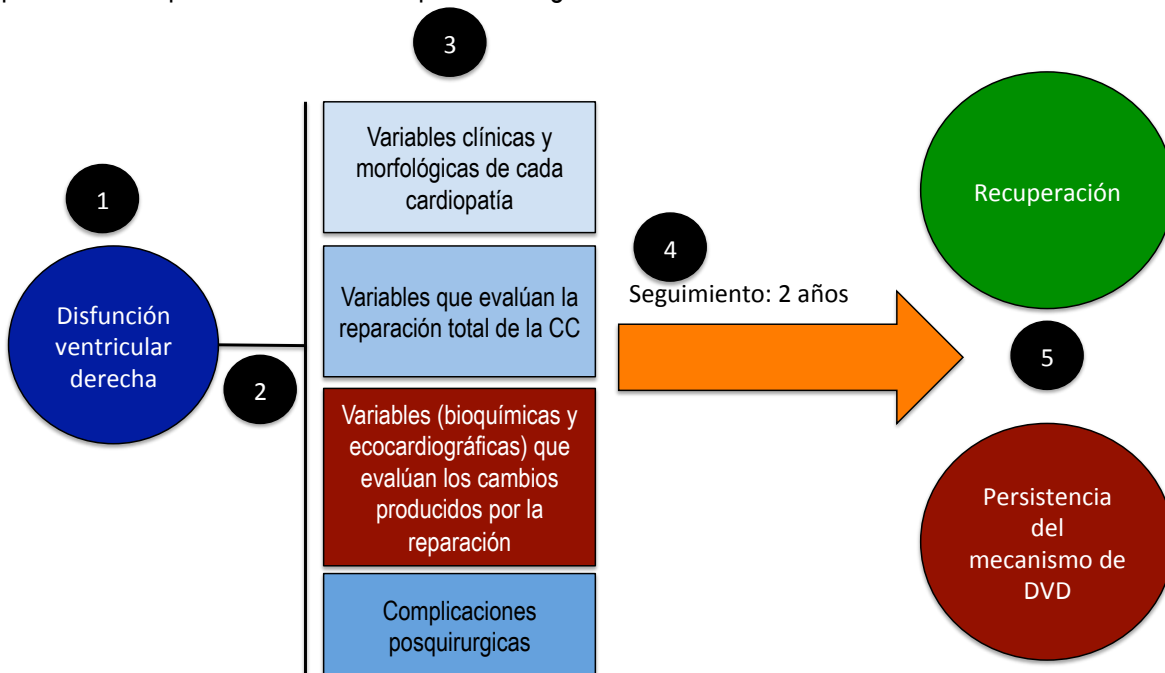 3
Variables clínicas y
morfológicas de cada
cardiopatía
1
Recuperación
4
Variables que evalúan la
reparación total de la CC
Seguimiento: 2 años
Disfunción
ventricular
derecha
2
5
Variables (bioquímicas y
ecocardiográficas) que
evalúan los cambios
producidos por la
reparación
Persistencia
del
mecanismo de
DVD
Complicaciones
posquirurgicas